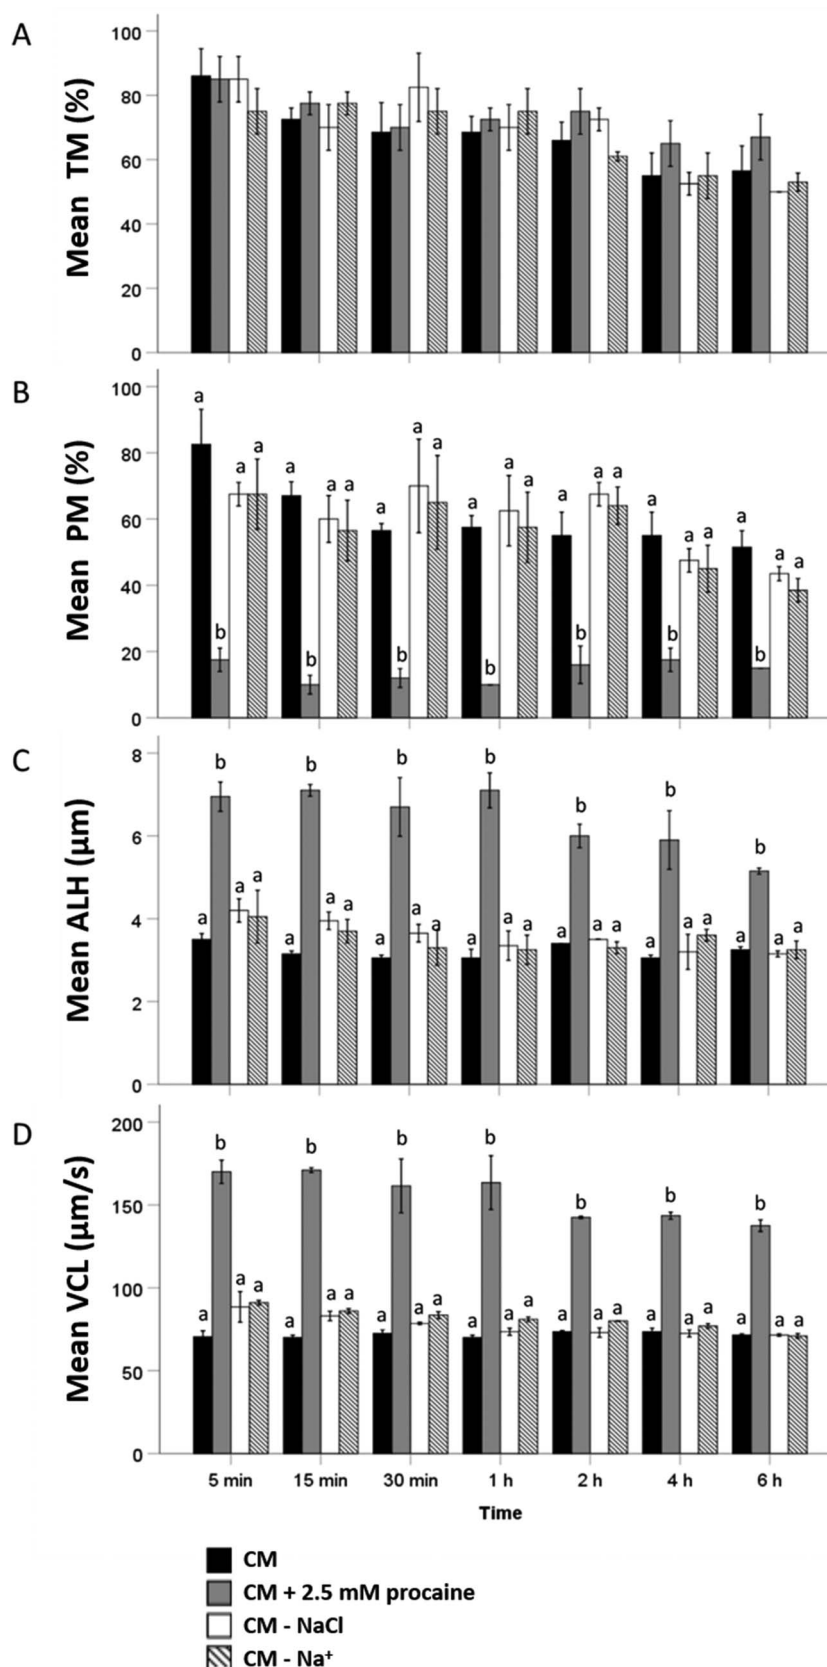 A
Mean TM (%)
100
80
60
40
20
0
B
Mean PM (%)
100
80
60
40
20
0
a b a a
a b a a
a b a a
a b a a
a b a a
a b a a
a b a a
C
Mean ALH (µm)
8
6
4
2
0
a b a a
a b a a
a b a a
a b a a
a b a a
a b a a
a b a a
D
Mean VCL (µm/s)
200
150
100
50
0
a b a a
a b a a
a b a a
a b a a
a b a a
a b a a
a b a a
5 min 15 min 30 min 1 h 2 h 4 h 6 h
Time
CM
CM + 2.5 mM procaine
CM - NaCl
CM - Na⁺